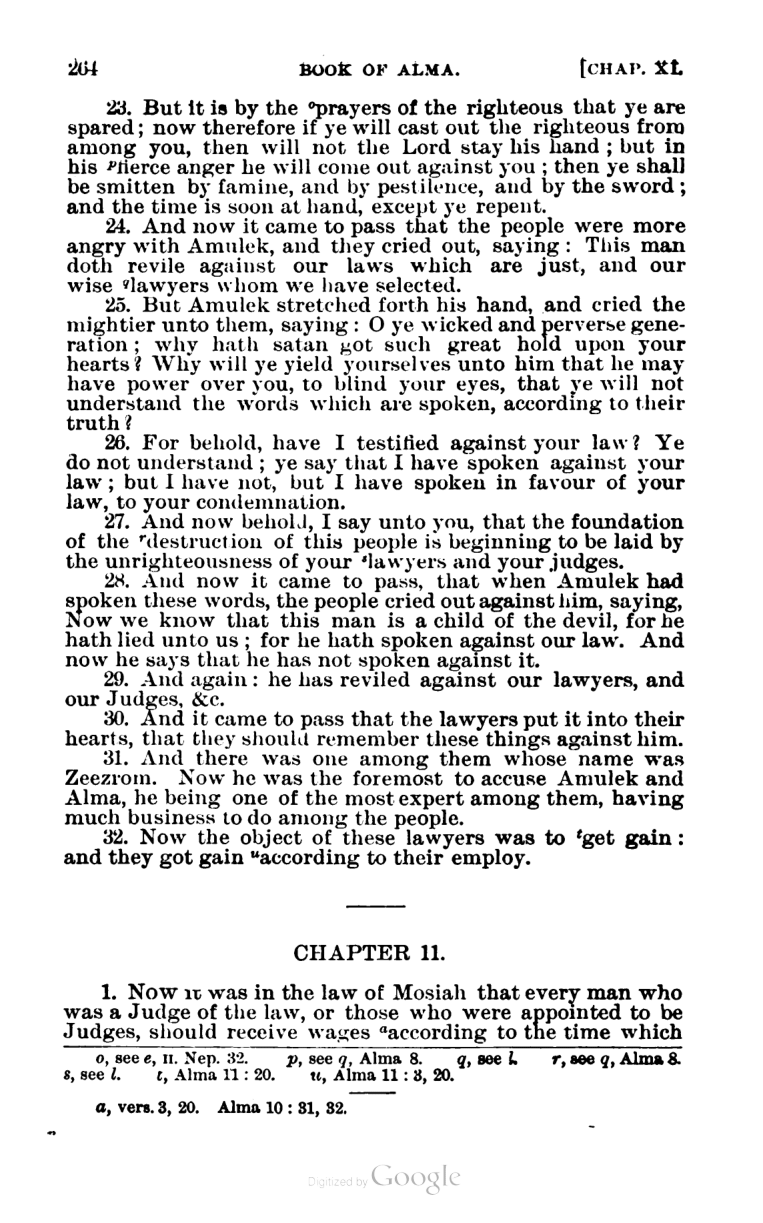 264 BOOK OF ALMA. [CHAP. XI.
23. But it is by the °prayers of the righteous that ye are
spared; now therefore if ye will cast out the righteous from
among you, then will not the Lord stay his hand; but in
his ᵖfierce anger he will come out against you; then ye shall
be smitten by famine, and by pestilence, and by the sword;
and the time is soon at hand, except ye repent.
24. And now it came to pass that the people were more
angry with Amulek, and they cried out, saying: This man
doth revile against our laws which are just, and our
wise qlawyers whom we have selected.
25. But Amulek stretched forth his hand, and cried the
mightier unto them, saying: O ye wicked and perverse gene-
ration; why hath satan got such great hold upon your
hearts? Why will ye yield yourselves unto him that he may
have power over you, to blind your eyes, that ye will not
understand the words which are spoken, according to their
truth?
26. For behold, have I testified against your law? Ye
do not understand; ye say that I have spoken against your
law; but I have not, but I have spoken in favour of your
law, to your condemnation.
27. And now behold, I say unto you, that the foundation
of the ʳdestruction of this people is beginning to be laid by
the unrighteousness of your ˢlawyers and your judges.
28. And now it came to pass, that when Amulek had
spoken these words, the people cried out against him, saying,
Now we know that this man is a child of the devil, for he
hath lied unto us; for he hath spoken against our law. And
now he says that he has not spoken against it.
29. And again: he has reviled against our lawyers, and
our Judges, &c.
30. And it came to pass that the lawyers put it into their
hearts, that they should remember these things against him.
31. And there was one among them whose name was
Zeezrom. Now he was the foremost to accuse Amulek and
Alma, he being one of the most expert among them, having
much business to do among the people.
32. Now the object of these lawyers was to ᵗget gain:
and they got gain ᵘaccording to their employ.
CHAPTER 11.
1. Now it was in the law of Mosiah that every man who
was a Judge of the law, or those who were appointed to be
Judges, should receive wages ᵃaccording to the time which
o, see e, II. Nep. 32. p, see q, Alma 8. q, see l. r, see q, Alma 8.
s, see l. t, Alma 11 : 20. u, Alma 11 : 3, 20.
a, vers. 3, 20. Alma 10 : 31, 32.
Digitized by Google